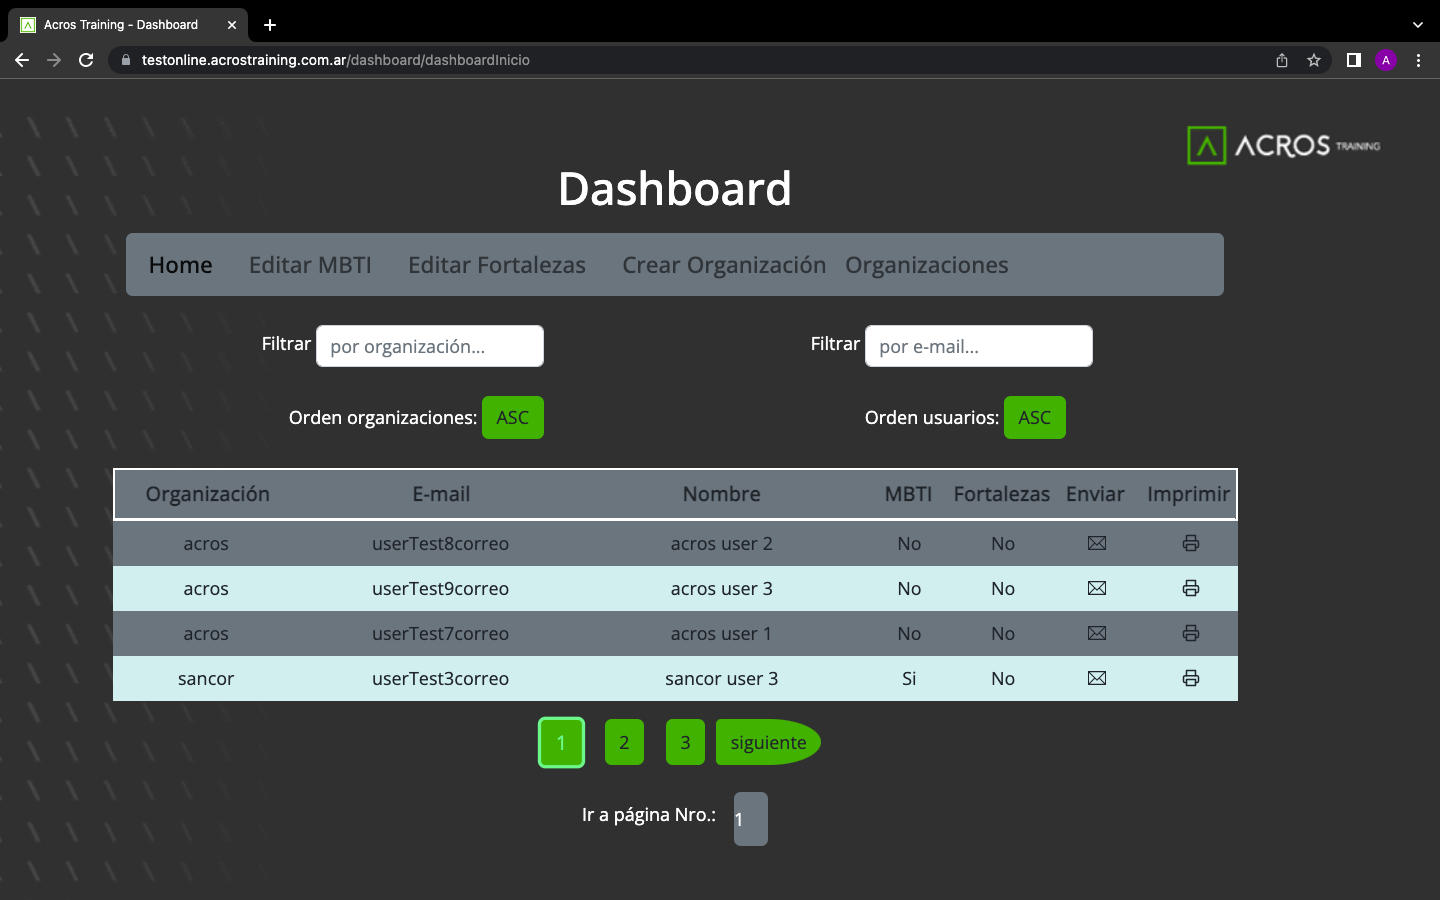 Acros Training - Dashboard
testonline.acrostraining.com.ar/dashboard/dashboardInicio
A
ACROS TRAINING
Dashboard
Home Editar MBTI Editar Fortalezas Crear Organización Organizaciones
Filtrar por organización... Filtrar por e-mail...
Orden organizaciones: ASC Orden usuarios: ASC
Organización E-mail Nombre MBTI Fortalezas Enviar Imprimir
acros userTest8correo acros user 2 No No
acros userTest9correo acros user 3 No No
acros userTest7correo acros user 1 No No
sancor userTest3correo sancor user 3 Si No
1 2 3 siguiente
Ir a página Nro.: 1